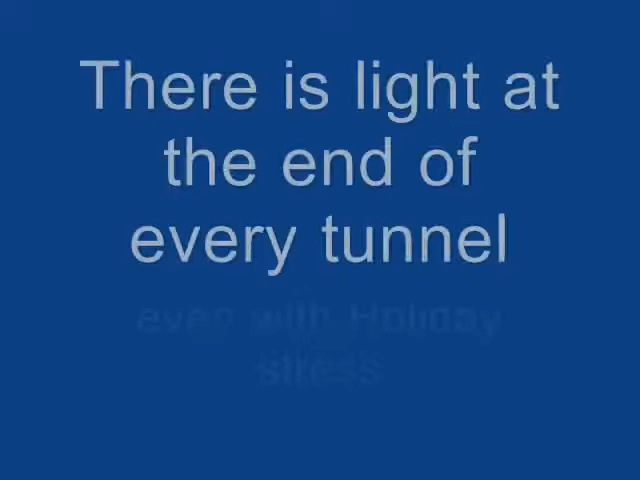 There is light at
the end of
every tunnel
even with Holiday
stress